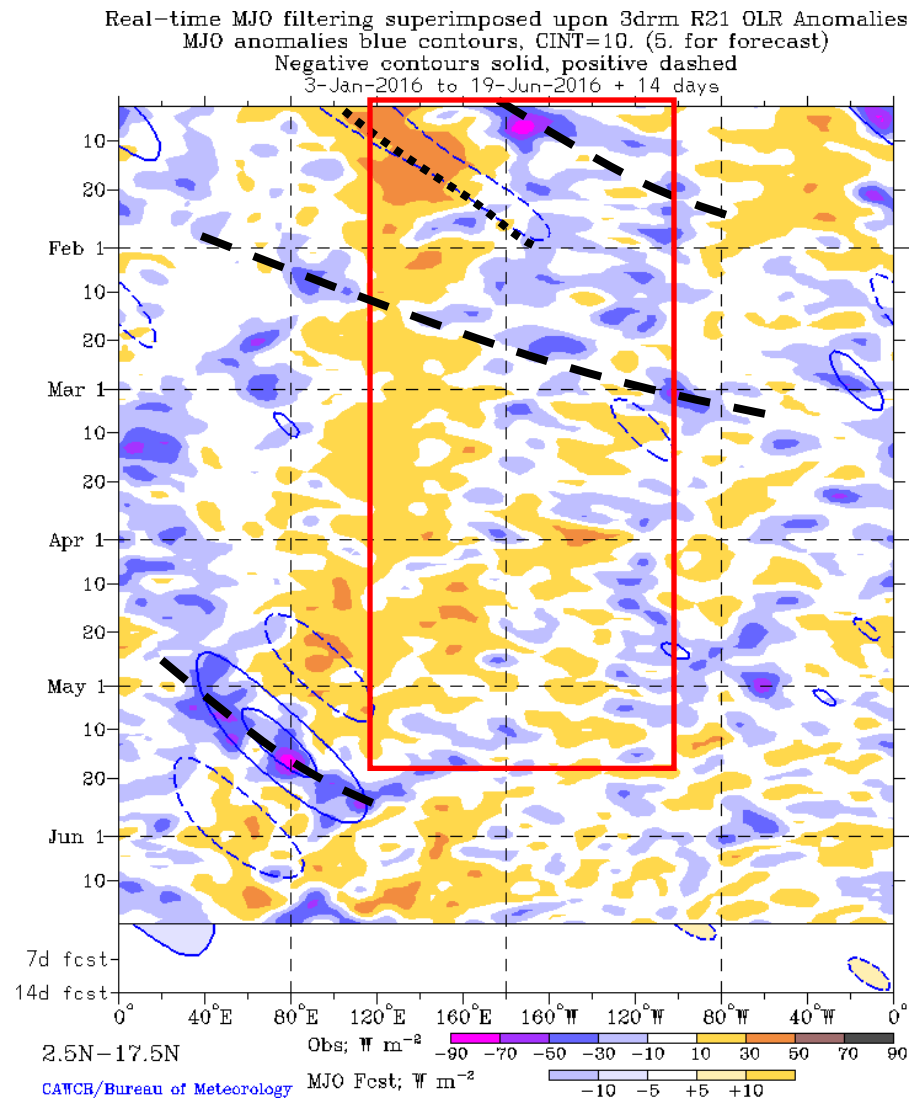 Real-time MJO filtering superimposed upon 3drm R21 OLR Anomalies
MJO anomalies blue contours, CINT=10. (5. for forecast)
Negative contours solid, positive dashed
3-Jan-2016 to 19-Jun-2016 + 14 days
10
20
Feb 1
10
20
Mar 1
10
20
Apr 1
10
20
May 1
10
20
Jun 1
10
7d fcst
14d fcst
0° 40°E 80°E 120°E 160°E 160°W 120°W 80°W 40°W 0°
2.5N-17.5N
Obs; W m-2
-90 -70 -50 -30 -10 10 30 50 70 90
MJO Fcst; W m-2
-10 -5 +5 +10
CAWCR/Bureau of Meteorology